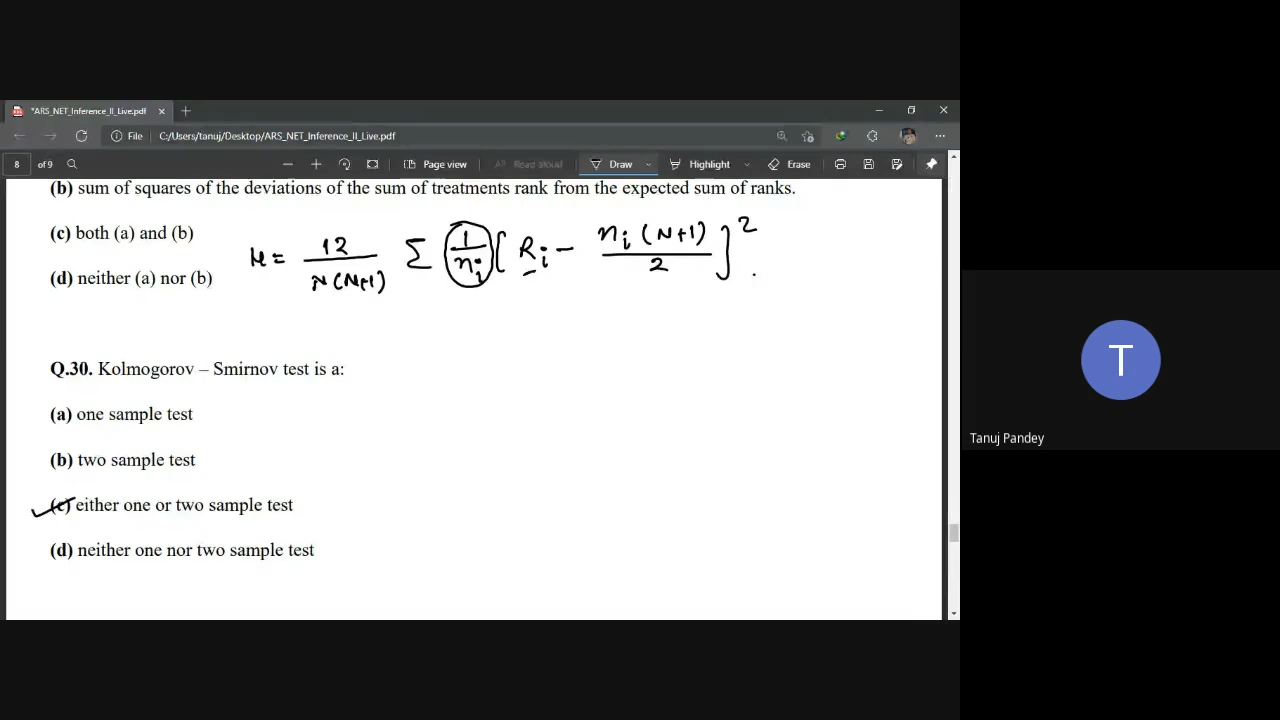 *ARS_NET_Inference_II_Live.pdf
File C:/Users/tanuj/Desktop/ARS_NET_Inference_II_Live.pdf
8 of 9 Page view Read aloud Draw Highlight Erase
(b) sum of squares of the deviations of the sum of treatments rank from the expected sum of ranks.
(c) both (a) and (b)
H = 12/N(N+1) Σ 1/nᵢ [Rᵢ − nᵢ(N+1)/2]²
(d) neither (a) nor (b)
Q.30. Kolmogorov – Smirnov test is a:
(a) one sample test
(b) two sample test
(c) either one or two sample test
(d) neither one nor two sample test
T
Tanuj Pandey